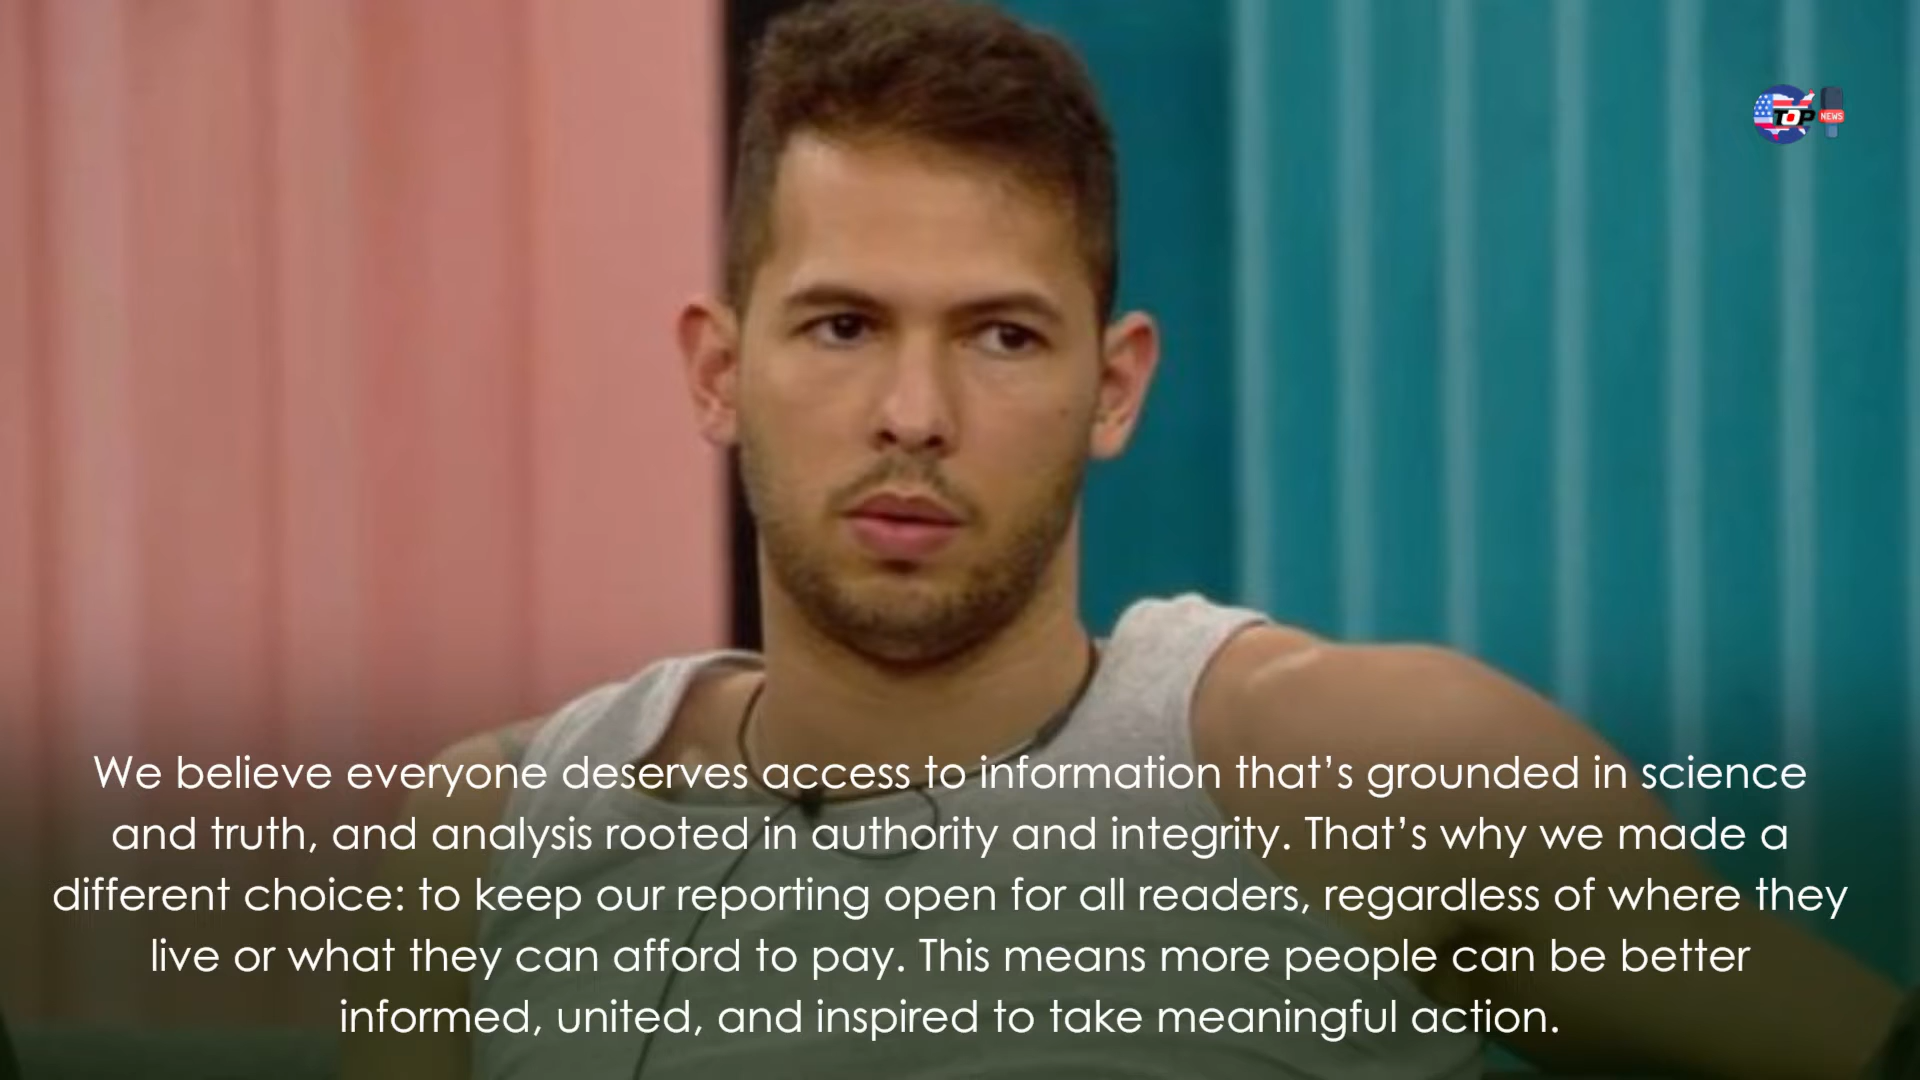 TOP
NEWS
We believe everyone deserves access to information that’s grounded in science
and truth, and analysis rooted in authority and integrity. That’s why we made a
different choice: to keep our reporting open for all readers, regardless of where they
live or what they can afford to pay. This means more people can be better
informed, united, and inspired to take meaningful action.